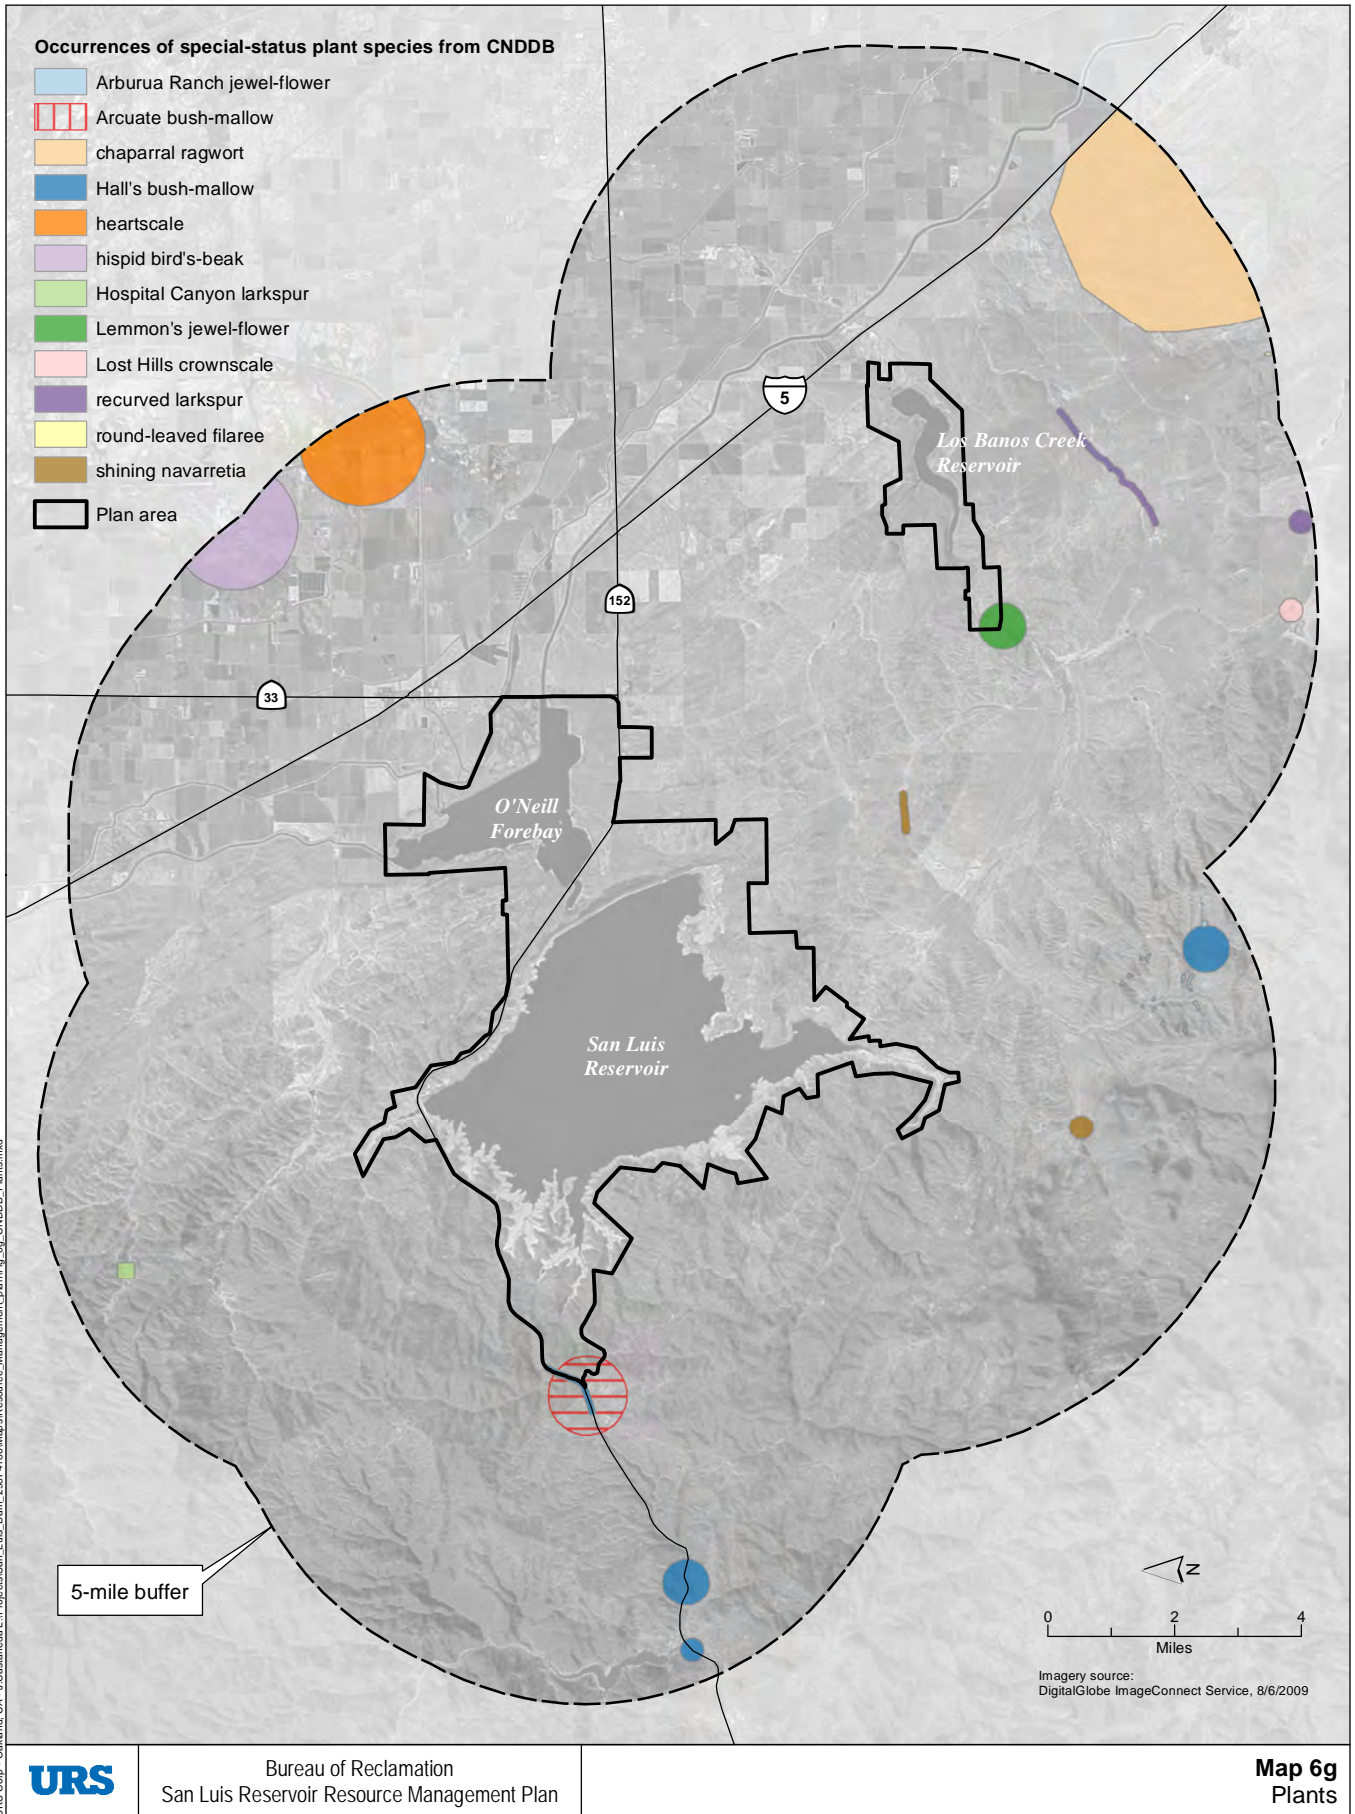 Occurrences of special-status plant species from CNDDB
Arburua Ranch jewel-flower
Arcuate bush-mallow
chaparral ragwort
Hall's bush-mallow
heartscale
hispid bird's-beak
Hospital Canyon larkspur
Lemmon's jewel-flower
Lost Hills crownscale
recurved larkspur
round-leaved filaree
shining navarretia
Plan area
5
Los Banos Creek
Reservoir
152
33
O'Neill
Forebay
San Luis
Reservoir
5-mile buffer
N
0 2 4
Miles
Imagery source:
DigitalGlobe ImageConnect Service, 8/6/2009
URS
Bureau of Reclamation
San Luis Reservoir Resource Management Plan
Map 6g
Plants